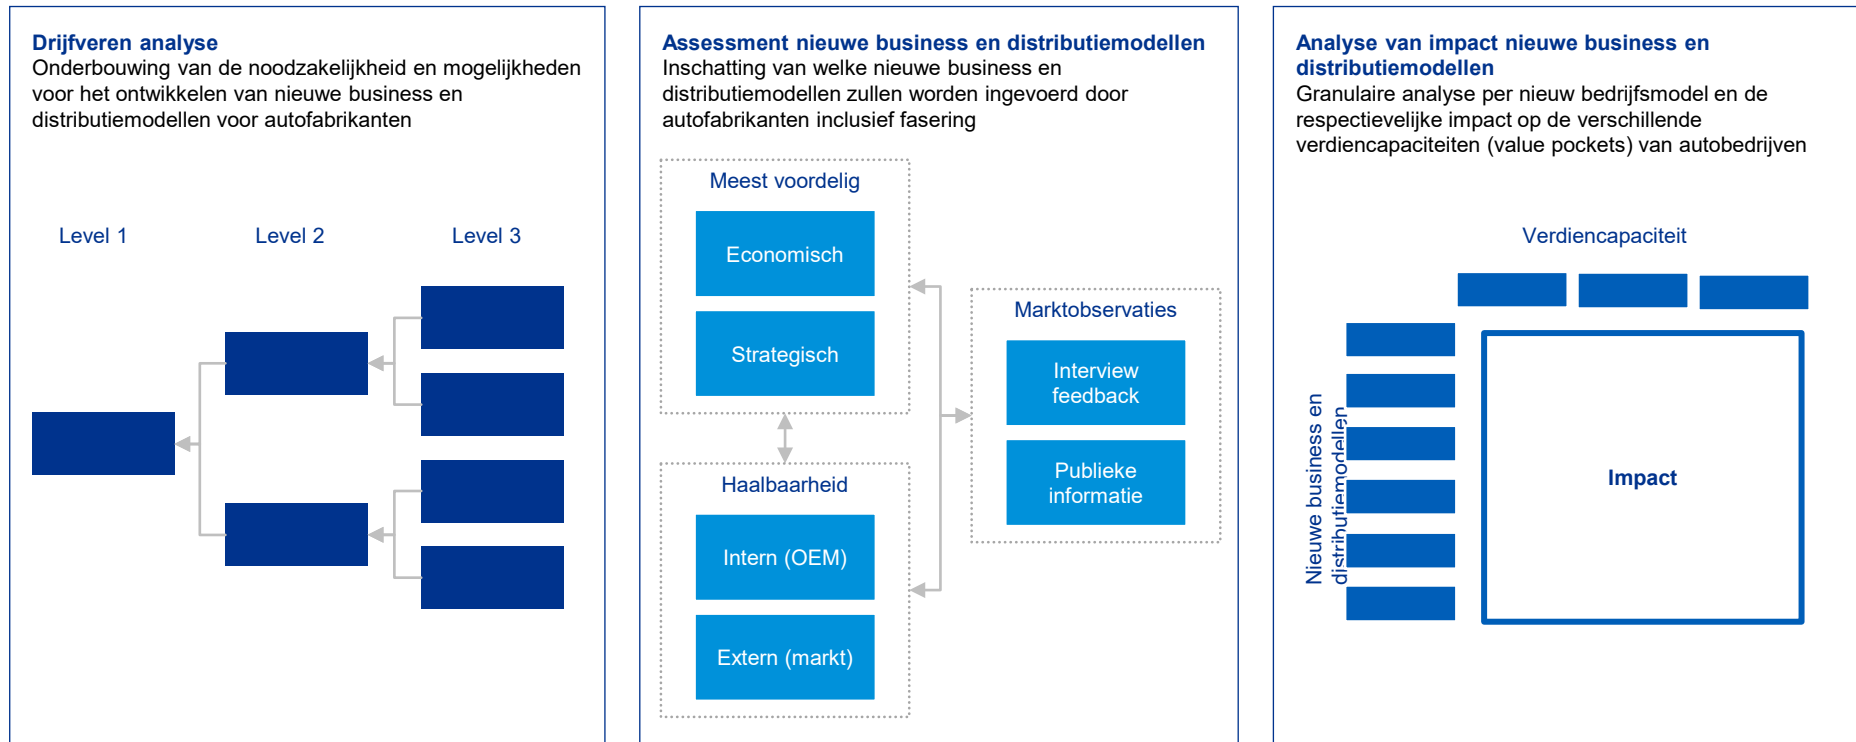 Drijfveren analyse
Onderbouwing van de noodzakelijkheid en mogelijkheden
voor het ontwikkelen van nieuwe business en
distributiemodellen voor autofabrikanten
Level 1
Level 2
Level 3
Assessment nieuwe business en distributiemodellen
Inschatting van welke nieuwe business en
distributiemodellen zullen worden ingevoerd door
autofabrikanten inclusief fasering
Meest voordelig
Economisch
Strategisch
Haalbaarheid
Intern (OEM)
Extern (markt)
Marktobservaties
Interview
feedback
Publieke
informatie
Analyse van impact nieuwe business en
distributiemodellen
Granulaire analyse per nieuw bedrijfsmodel en de
respectievelijke impact op de verschillende
verdiencapaciteiten (value pockets) van autobedrijven
Verdiencapaciteit
Nieuwe business en
distributiemodellen
Impact